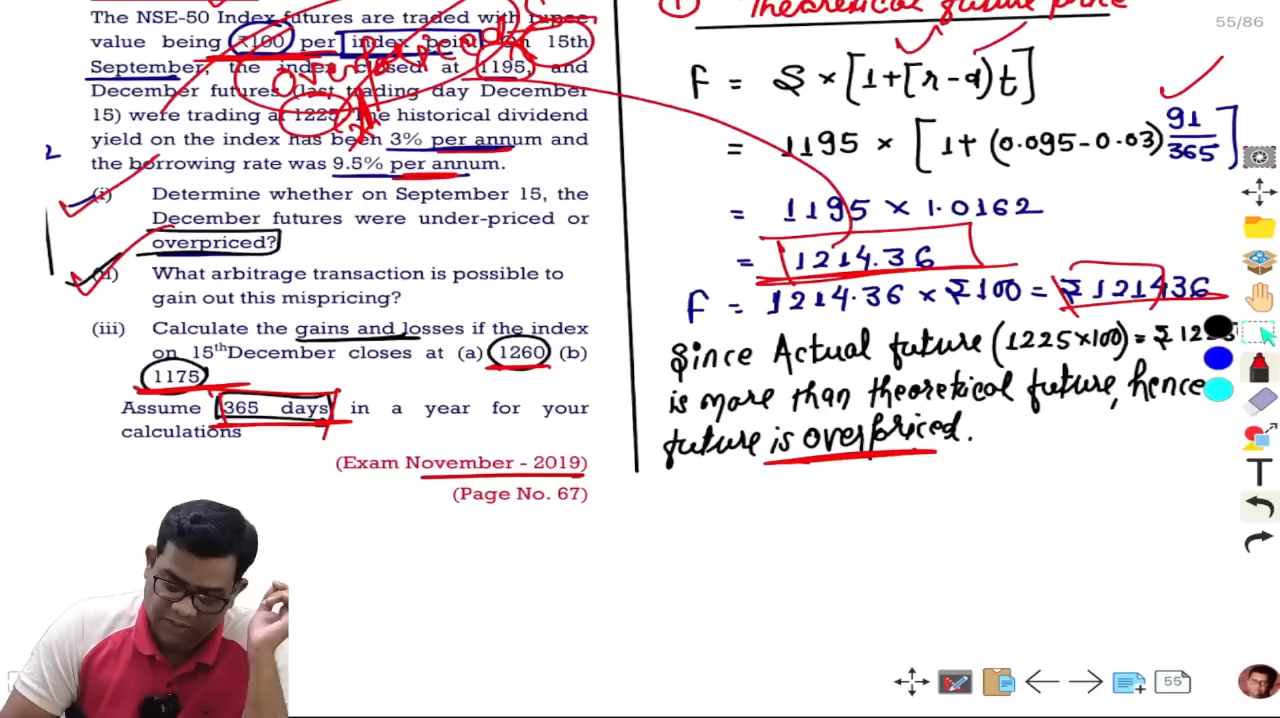 ① Theoretical future price
55/86
The NSE-50 Index futures are traded with rupee
value being ₹100 per index point. On 15th
September, the index closed at 1195, and
December futures (last trading day December
15) were trading at 1225. The historical dividend
yield on the index has been 3% per annum and
the borrowing rate was 9.5% per annum.
overpriced
2
(i) Determine whether on September 15, the
December futures were under-priced or
overpriced?
(ii) What arbitrage transaction is possible to
gain out this mispricing?
(iii) Calculate the gains and losses if the index
on 15thDecember closes at (a) 1260 (b)
1175
Assume 365 days in a year for your
calculations
(Exam November - 2019)
(Page No. 67)
F = S × [1+(r-d)t]
= 1195 × [1+ (0.095-0.03) 91/365]
= 1195 × 1.0162
= 1214.36
F = 1214.36 × ₹100 = ₹121436
Since Actual future (1225×100) = ₹
is more than theoretical future, hence
future is overpriced.
T
55